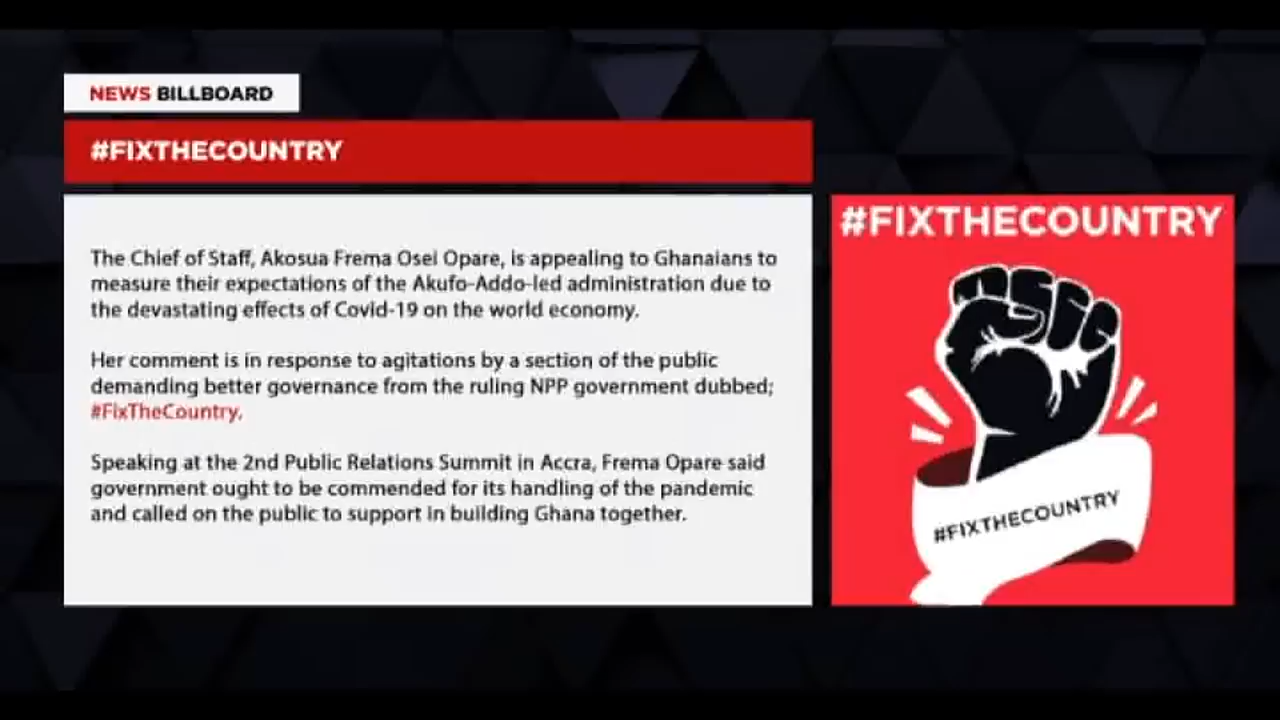 NEWS BILLBOARD
#FIXTHECOUNTRY
The Chief of Staff, Akosua Frema Osei Opare, is appealing to Ghanaians to
measure their expectations of the Akufo-Addo-led administration due to
the devastating effects of Covid-19 on the world economy.
Her comment is in response to agitations by a section of the public
demanding better governance from the ruling NPP government dubbed;
#FixTheCountry.
Speaking at the 2nd Public Relations Summit in Accra, Frema Opare said
government ought to be commended for its handling of the pandemic
and called on the public to support in building Ghana together.
#FIXTHECOUNTRY
#FIXTHECOUNTRY